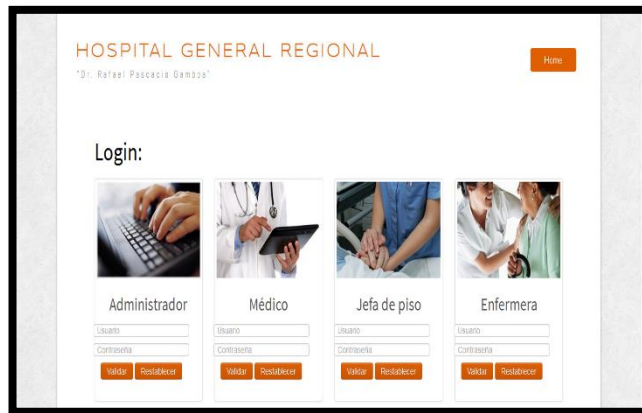 HOSPITAL GENERAL REGIONAL
Home
"Dr. Rafael Pascacio Gamboa"
Login:
Administrador
Médico
Jefa de piso
Enfermera
Usuario
Usuario
Usuario
Usuario
Contraseña
Contraseña
Contraseña
Contraseña
Validar Restablecer
Validar Restablecer
Validar Restablecer
Validar Restablecer